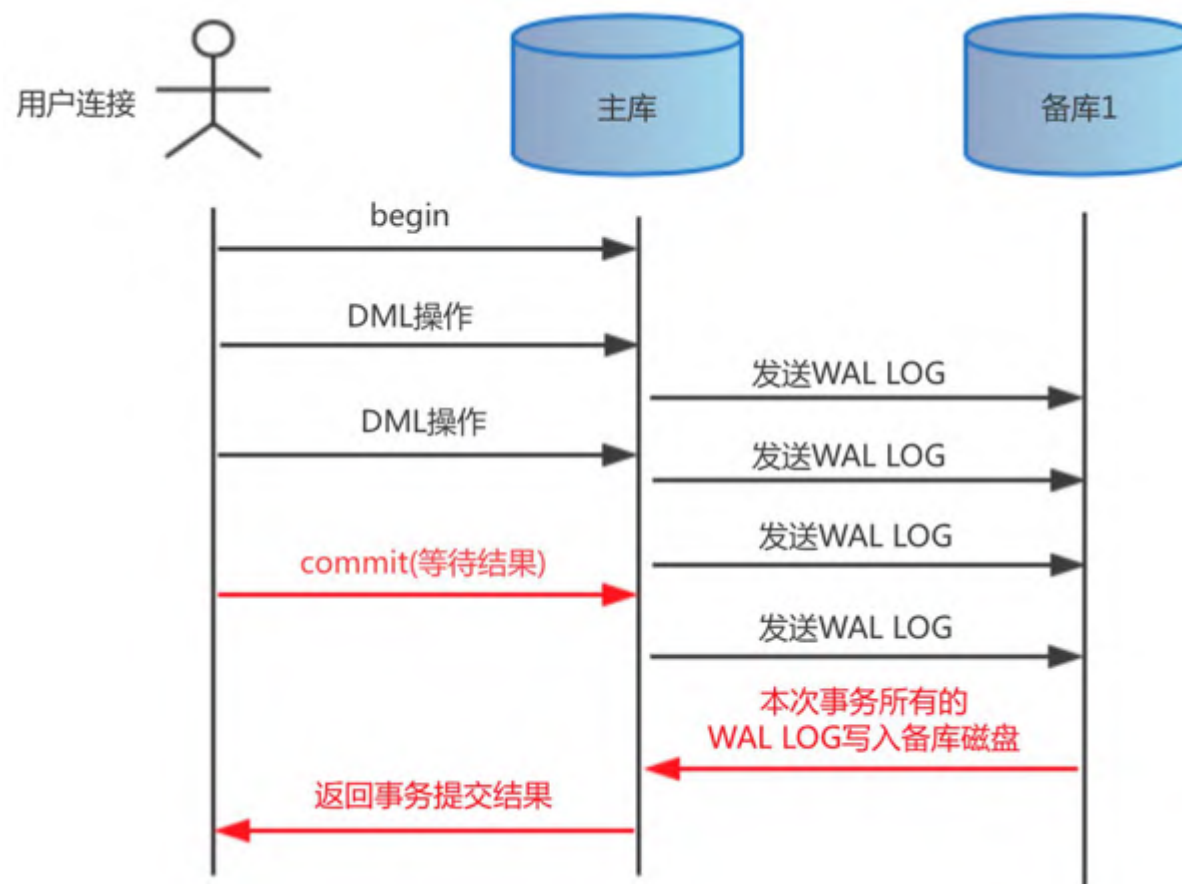 用户连接
主库
备库1
begin
DML操作
发送WAL LOG
DML操作
发送WAL LOG
发送WAL LOG
commit(等待结果)
发送WAL LOG
本次事务所有的
WAL LOG写入备库磁盘
返回事务提交结果